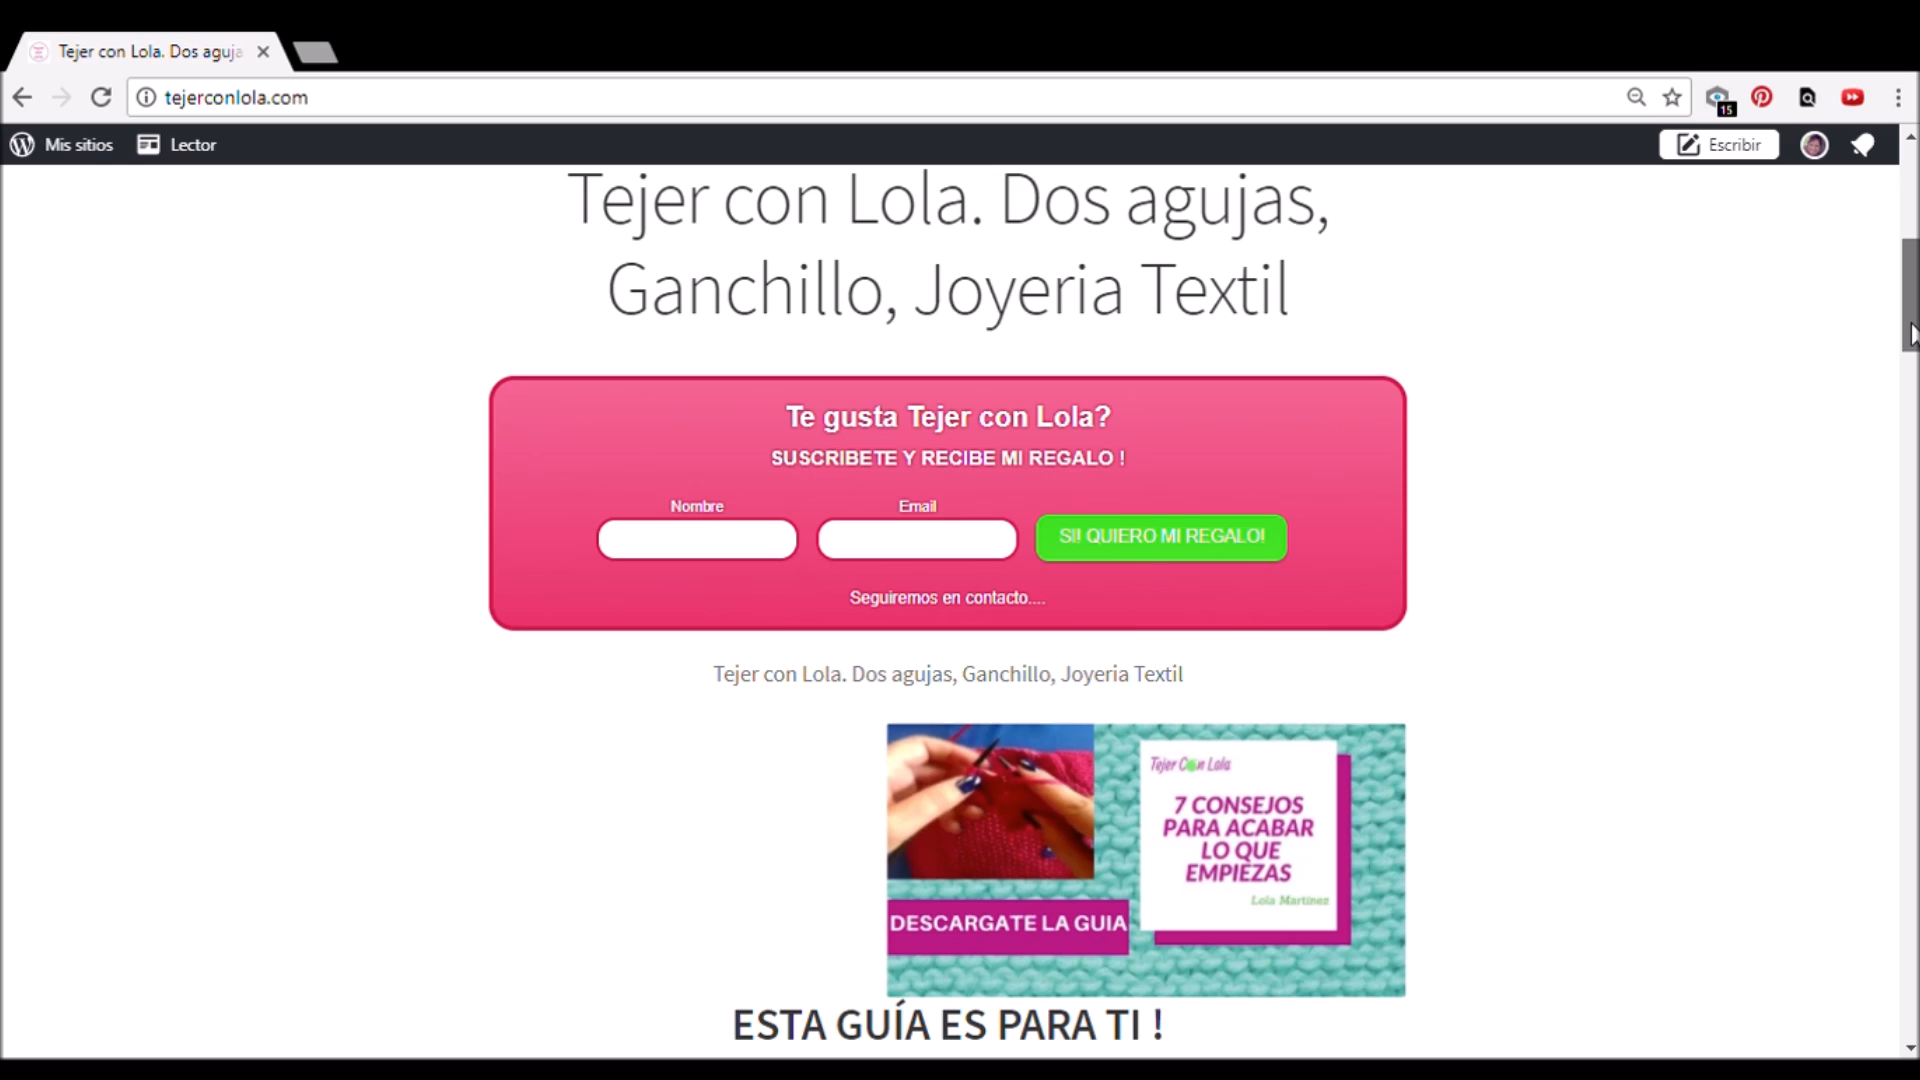 Tejer con Lola. Dos aguja
tejerconlola.com
15
Mis sitios
Lector
Escribir
Tejer con Lola. Dos agujas,
Ganchillo, Joyeria Textil
Te gusta Tejer con Lola?
SUSCRIBETE Y RECIBE MI REGALO !
Nombre
Email
SI! QUIERO MI REGALO!
Seguiremos en contacto....
Tejer con Lola. Dos agujas, Ganchillo, Joyeria Textil
Tejer Con Lola
7 CONSEJOS
PARA ACABAR
LO QUE
EMPIEZAS
Lola Martinez
DESCARGATE LA GUIA
ESTA GUÍA ES PARA TI !